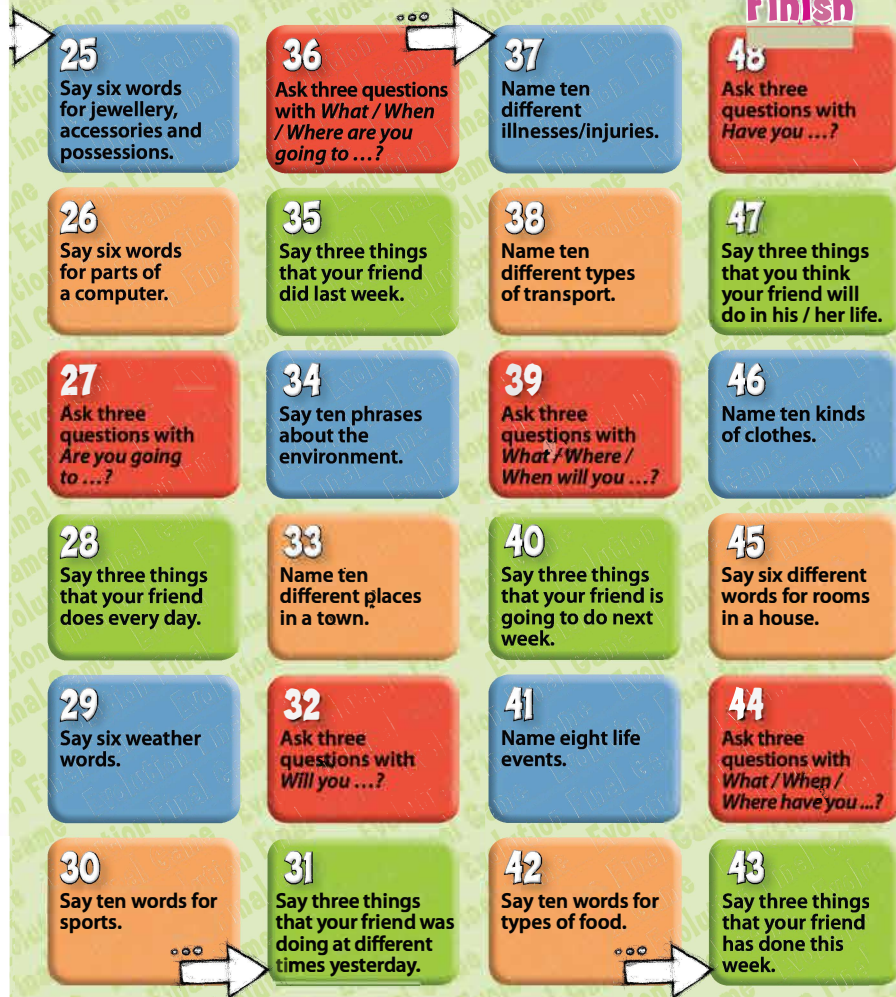 25
Say six words
for jewellery,
accessories and
possessions.
26
Say six words
for parts of
a computer.
27
Ask three
questions with
Are you going
to ...?
28
Say three things
that your friend
does every day.
29
Say six weather
words.
30
Say ten words for
sports.
31
Say three things
that your friend was
doing at different
times yesterday.
32
Ask three
questions with
Will you ...?
33
Name ten
different places
in a town.
34
Say ten phrases
about the
environment.
35
Say three things
that your friend
did last week.
36
Ask three questions
with What / When
/ Where are you
going to ...?
37
Name ten
different
illnesses/injuries.
38
Name ten
different types
of transport.
39
Ask three
questions with
What / Where /
When will you ...?
40
Say three things
that your friend is
going to do next
week.
41
Name eight life
events.
42
Say ten words for
types of food.
43
Say three things
that your friend
has done this
week.
44
Ask three
questions with
What / When /
Where have you ...?
45
Say six different
words for rooms
in a house.
46
Name ten kinds
of clothes.
47
Say three things
that you think
your friend will
do in his / her life.
48
Ask three
questions with
Have you ...?
Finish